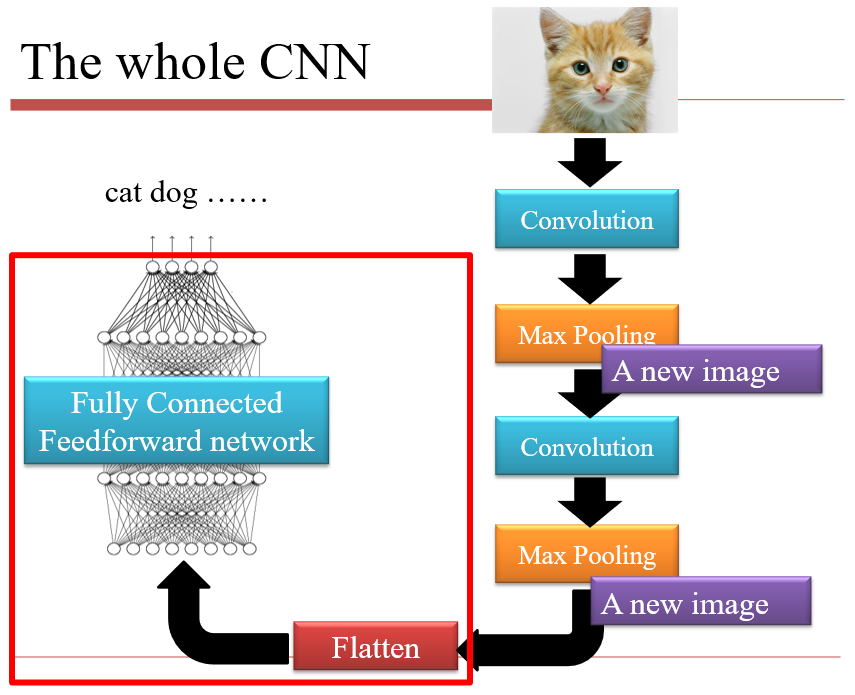 The whole CNN
cat dog ……
Convolution
Max Pooling
A new image
Convolution
Max Pooling
A new image
Flatten
Fully Connected
Feedforward network